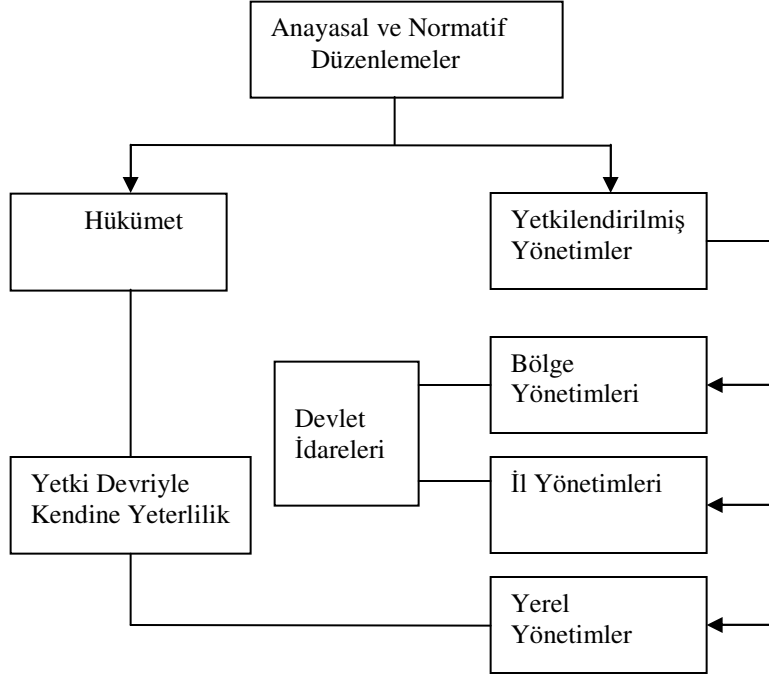 Anayasal ve Normatif
Düzenlemeler
Hükümet
Yetkilendirilmiş
Yönetimler
Bölge
Yönetimleri
Devlet
İdareleri
Yetki Devriyle
Kendine Yeterlilik
İl Yönetimleri
Yerel
Yönetimler